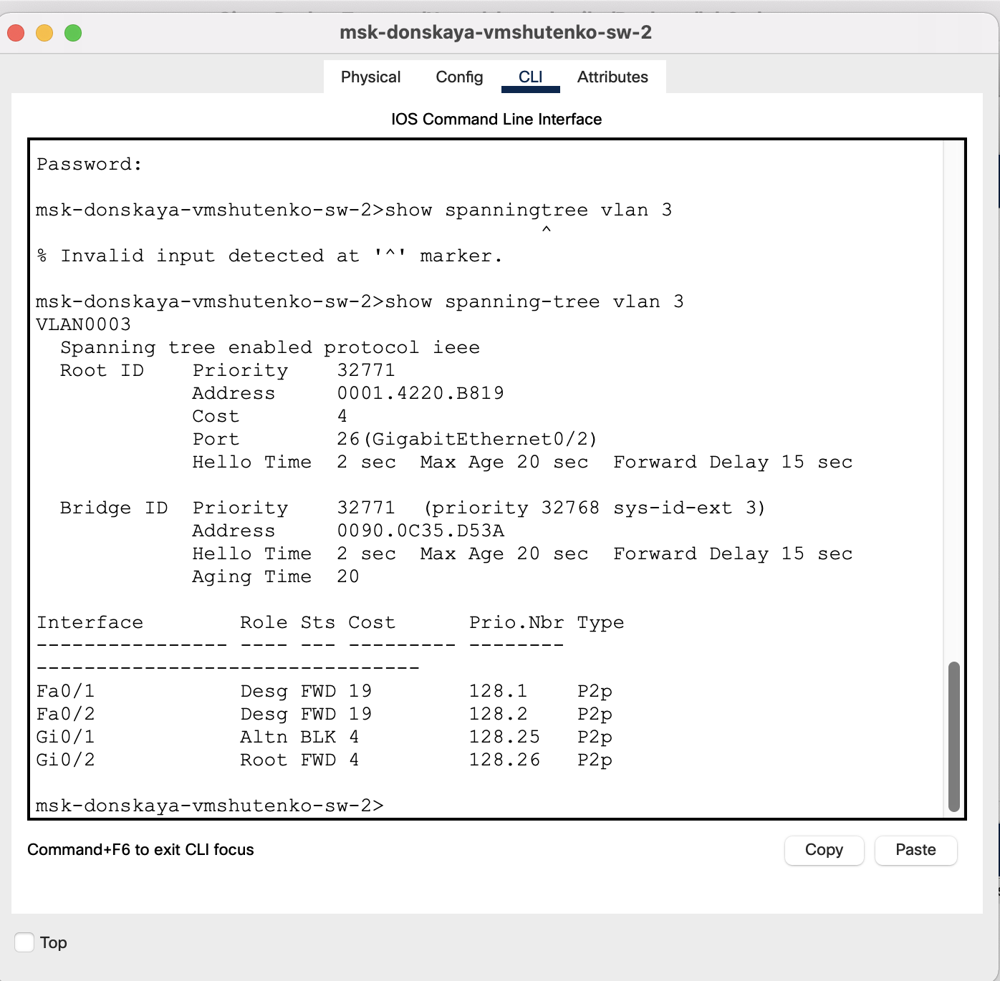 msk-donskaya-vmshutenko-sw-2
Physical Config CLI Attributes
IOS Command Line Interface
Password:
msk-donskaya-vmshutenko-sw-2>show spanningtree vlan 3
^
% Invalid input detected at '^' marker.
msk-donskaya-vmshutenko-sw-2>show spanning-tree vlan 3
VLAN0003
Spanning tree enabled protocol ieee
Root ID Priority 32771
Address 0001.4220.B819
Cost 4
Port 26(GigabitEthernet0/2)
Hello Time 2 sec Max Age 20 sec Forward Delay 15 sec
Bridge ID Priority 32771 (priority 32768 sys-id-ext 3)
Address 0090.0C35.D53A
Hello Time 2 sec Max Age 20 sec Forward Delay 15 sec
Aging Time 20
Interface Role Sts Cost Prio.Nbr Type
---------------- ---- --- --------- --------
--------------------------------
Fa0/1 Desg FWD 19 128.1 P2p
Fa0/2 Desg FWD 19 128.2 P2p
Gi0/1 Altn BLK 4 128.25 P2p
Gi0/2 Root FWD 4 128.26 P2p
msk-donskaya-vmshutenko-sw-2>
Command+F6 to exit CLI focus
Copy Paste
Top